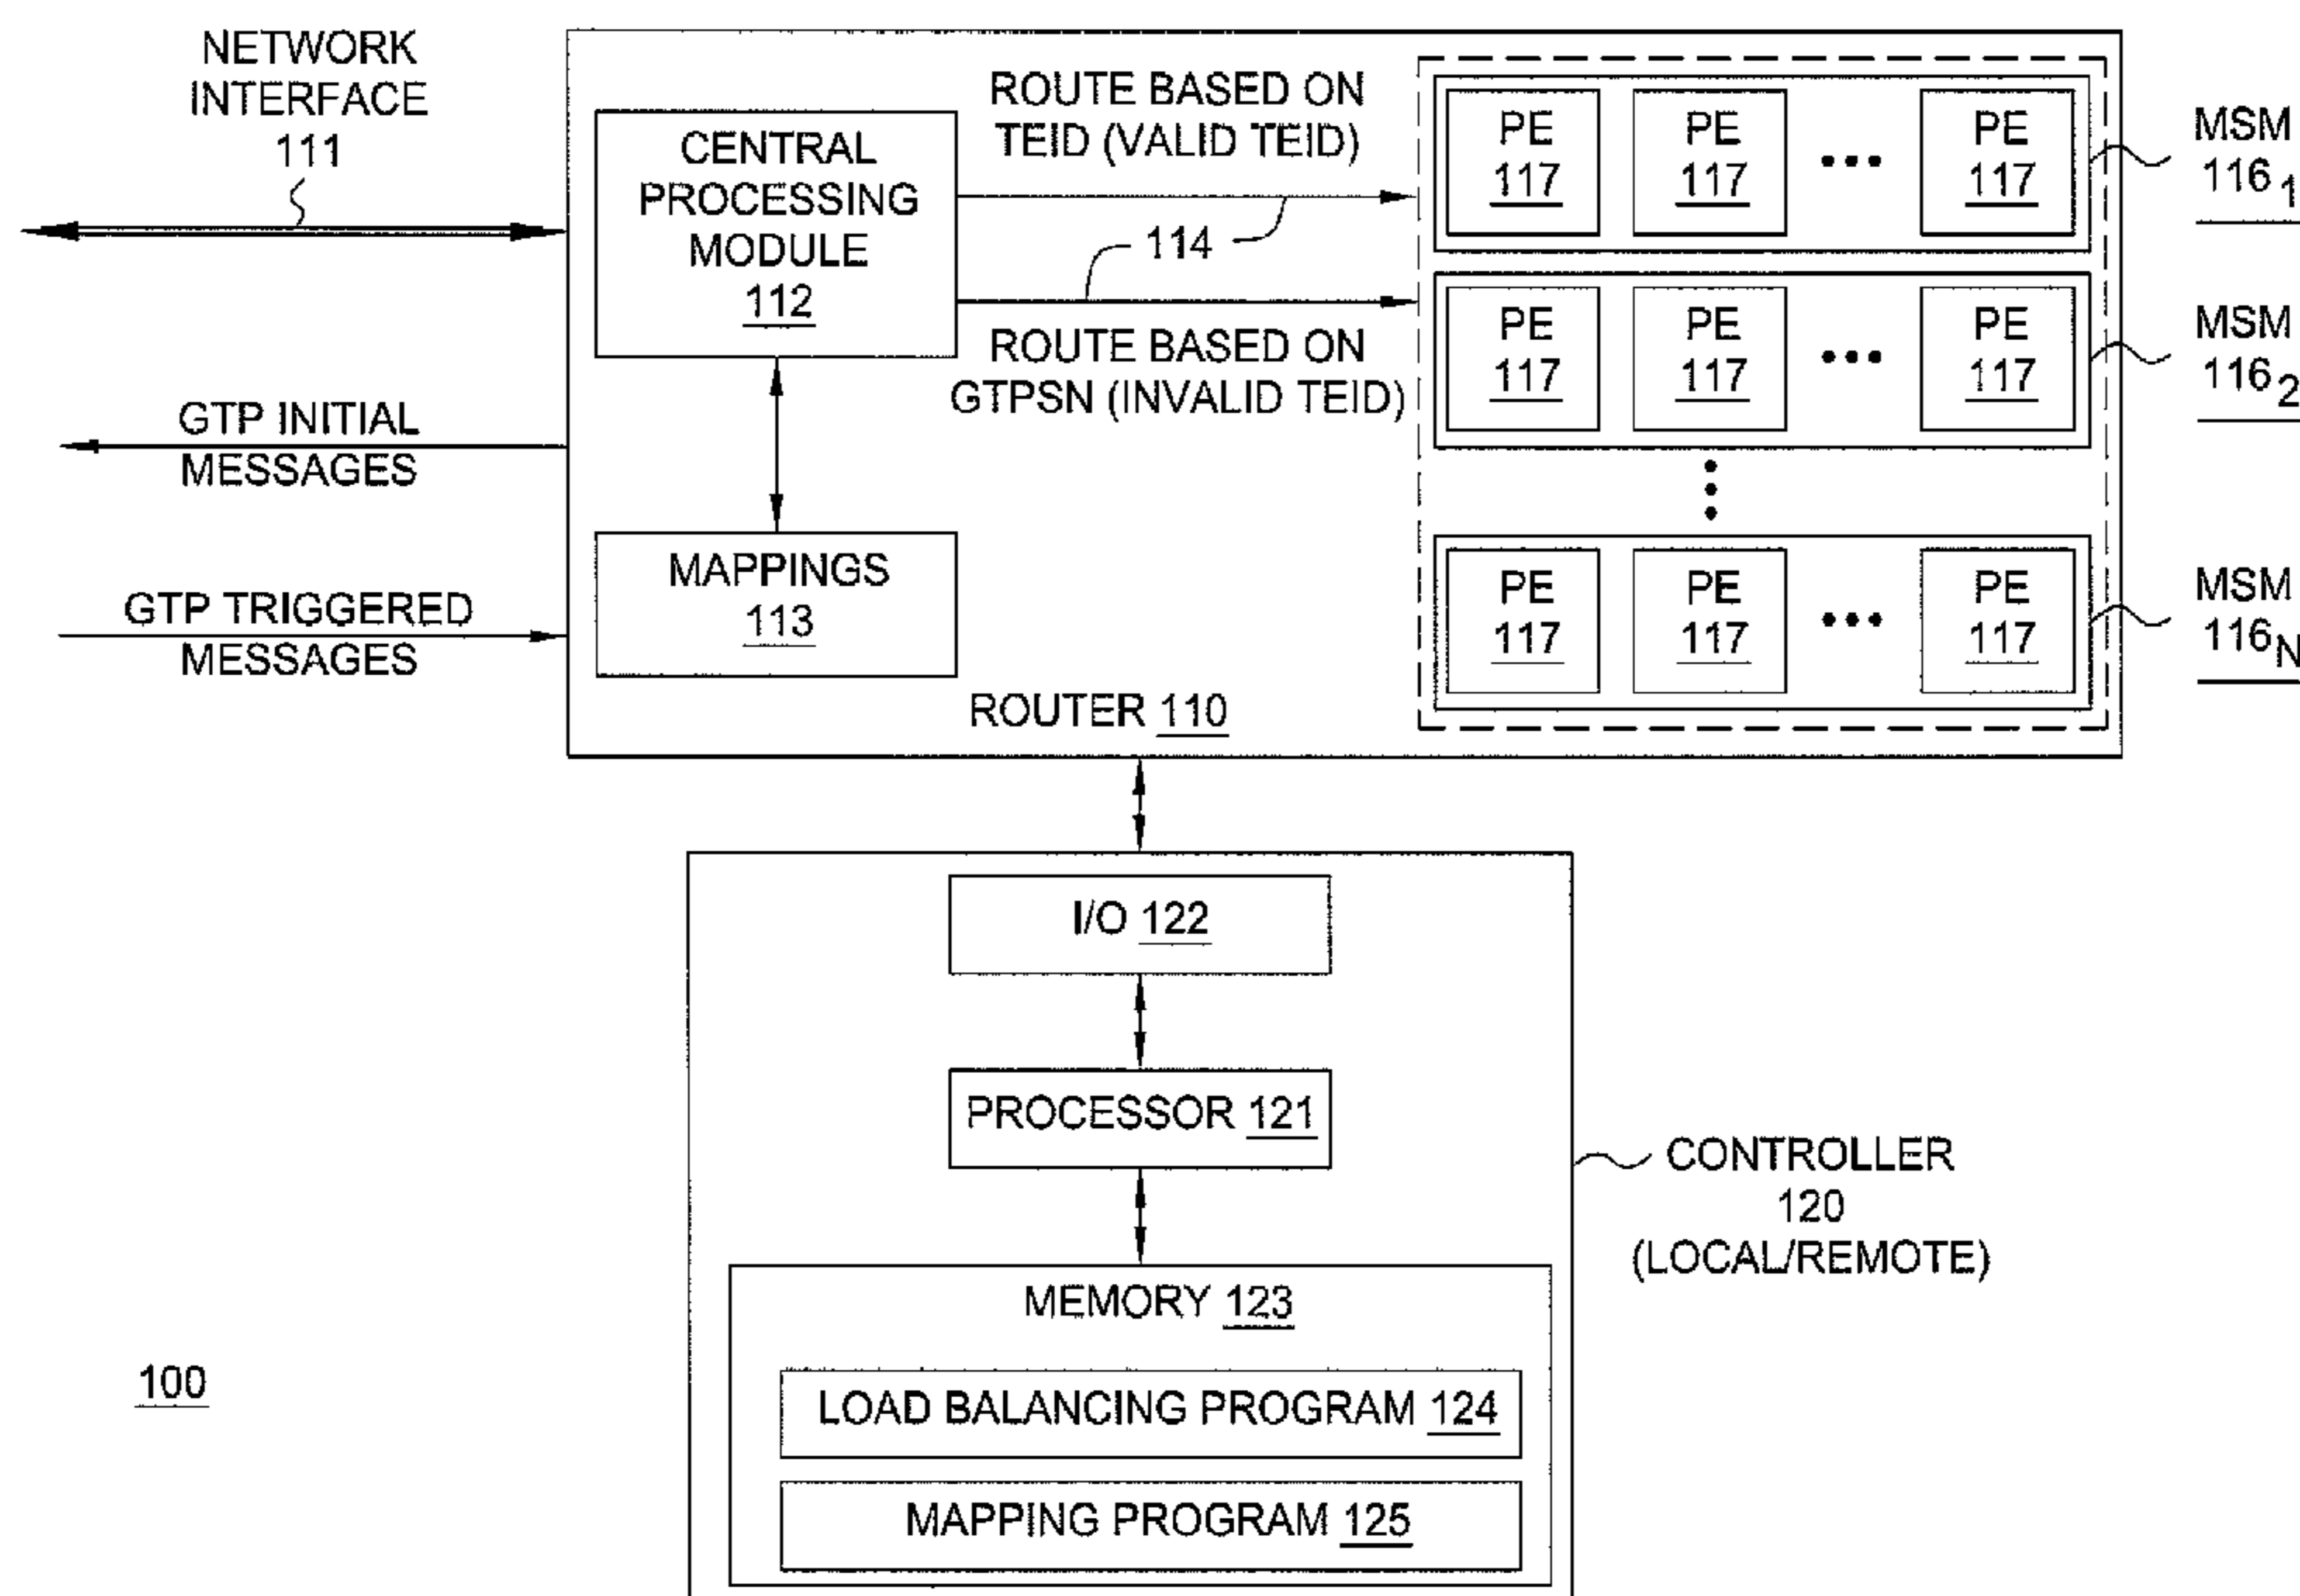 NETWORK
INTERFACE
111
GTP INITIAL
MESSAGES
GTP TRIGGERED
MESSAGES
CENTRAL
PROCESSING
MODULE
112
MAPPINGS
113
ROUTE BASED ON
TEID (VALID TEID)
114
ROUTE BASED ON
GTPSN (INVALID TEID)
PE PE ••• PE
117 117 117
MSM
116 1
PE PE ••• PE
117 117 117
MSM
116 2
PE PE ••• PE
117 117 117
MSM
116 N
ROUTER 110
I/O 122
PROCESSOR 121
CONTROLLER
120
(LOCAL/REMOTE)
MEMORY 123
LOAD BALANCING PROGRAM 124
MAPPING PROGRAM 125
100